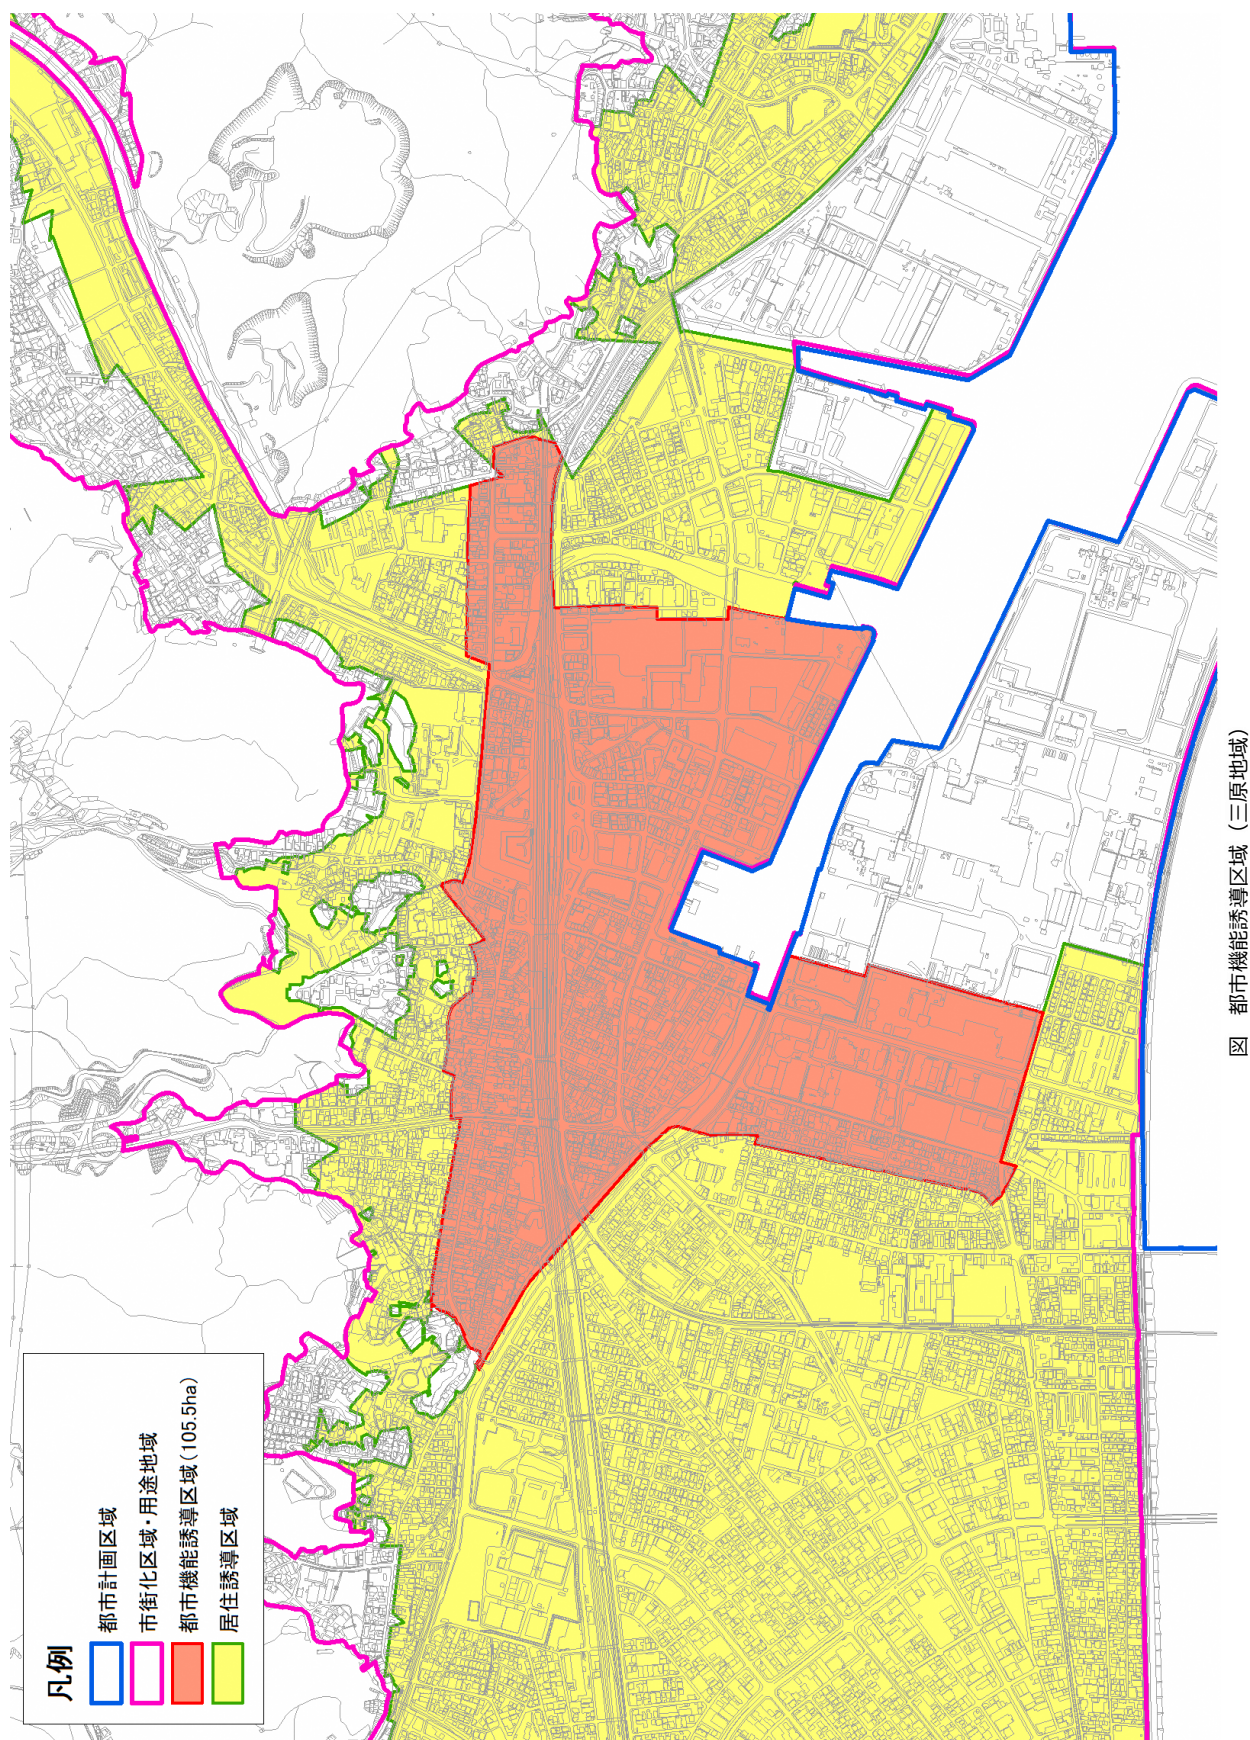 凡例
都市計画区域
市街化区域・用途地域
都市機能誘導区域(105.5ha)
居住誘導区域
図　都市機能誘導区域（三原地域）